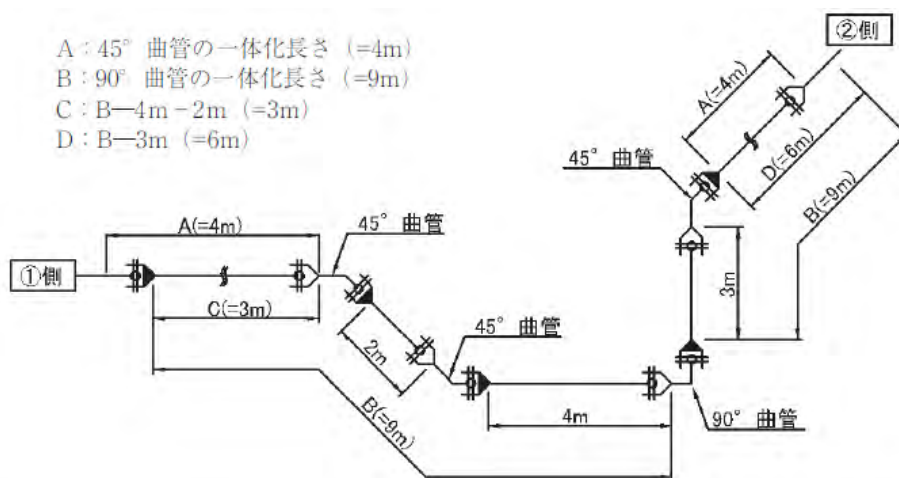 A：45° 曲管の一体化長さ (=4m)
B：90° 曲管の一体化長さ (=9m)
C：B—4m－2m (=3m)
D：B—3m (=6m)
②側
A(=4m)
D(=6m)
B(=9m)
45° 曲管
A(=4m)
45° 曲管
①側
C(=3m)
3m
2m
45° 曲管
B(=9m)
4m
90° 曲管